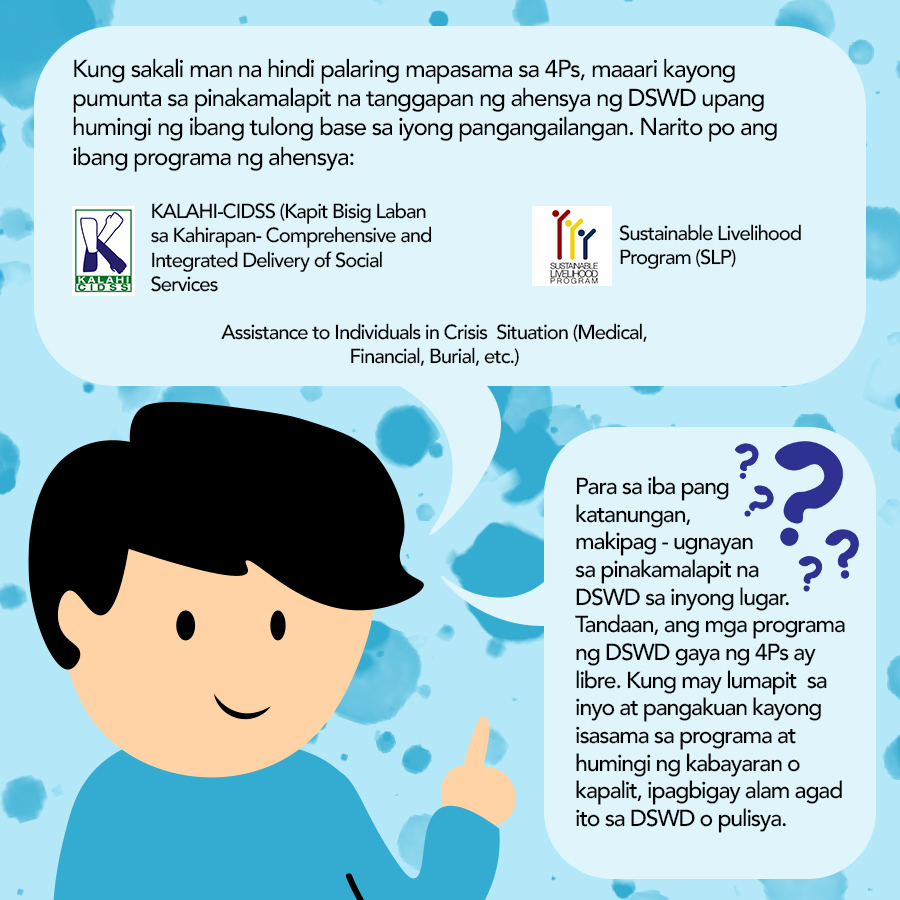 Kung sakali man na hindi palaring mapasama sa 4Ps, maaari kayong
pumunta sa pinakamalapit na tanggapan ng ahensya ng DSWD upang
humingi ng ibang tulong base sa iyong pangangailangan. Narito po ang
ibang programa ng ahensya:
KALAHI
CIDSS
KALAHI-CIDSS (Kapit Bisig Laban
sa Kahirapan- Comprehensive and
Integrated Delivery of Social
Services
SUSTAINABLE
LIVELIHOOD
PROGRAM
Sustainable Livelihood
Program (SLP)
Assistance to Individuals in Crisis  Situation (Medical,
Financial, Burial, etc.)
Para sa iba pang
katanungan,
makipag - ugnayan
sa pinakamalapit na
DSWD sa inyong lugar.
Tandaan, ang mga programa
ng DSWD gaya ng 4Ps ay
libre. Kung may lumapit  sa
inyo at pangakuan kayong
isasama sa programa at
humingi ng kabayaran o
kapalit, ipagbigay alam agad
ito sa DSWD o pulisya.